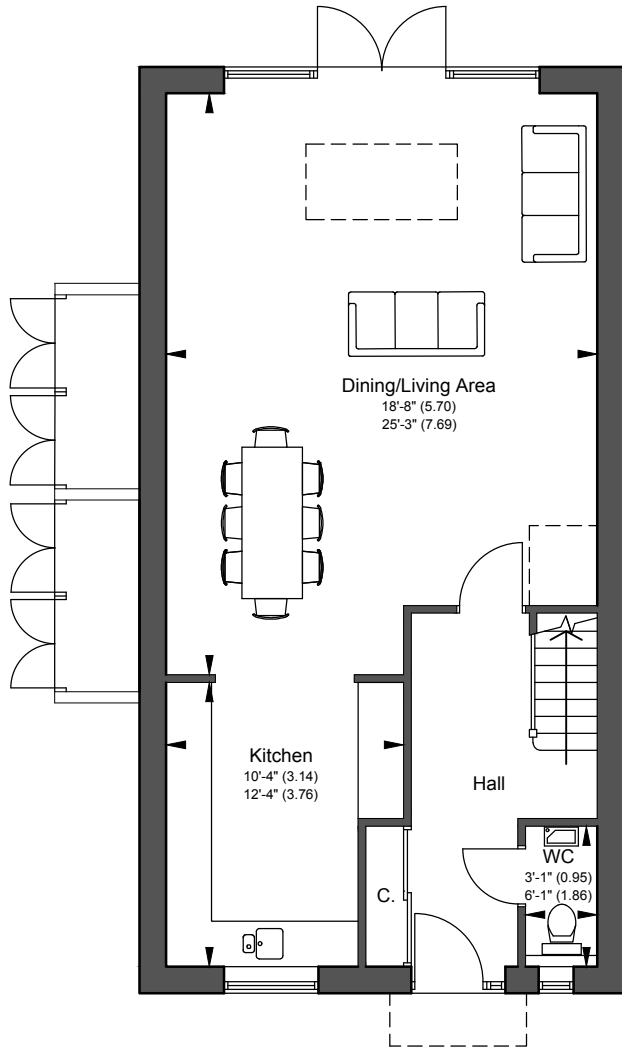 Dining/Living Area
18'-8" (5.70)
25'-3" (7.69)
Kitchen
10'-4" (3.14)
12'-4" (3.76)
Hall
WC
3'-1" (0.95)
6'-1" (1.86)
C.